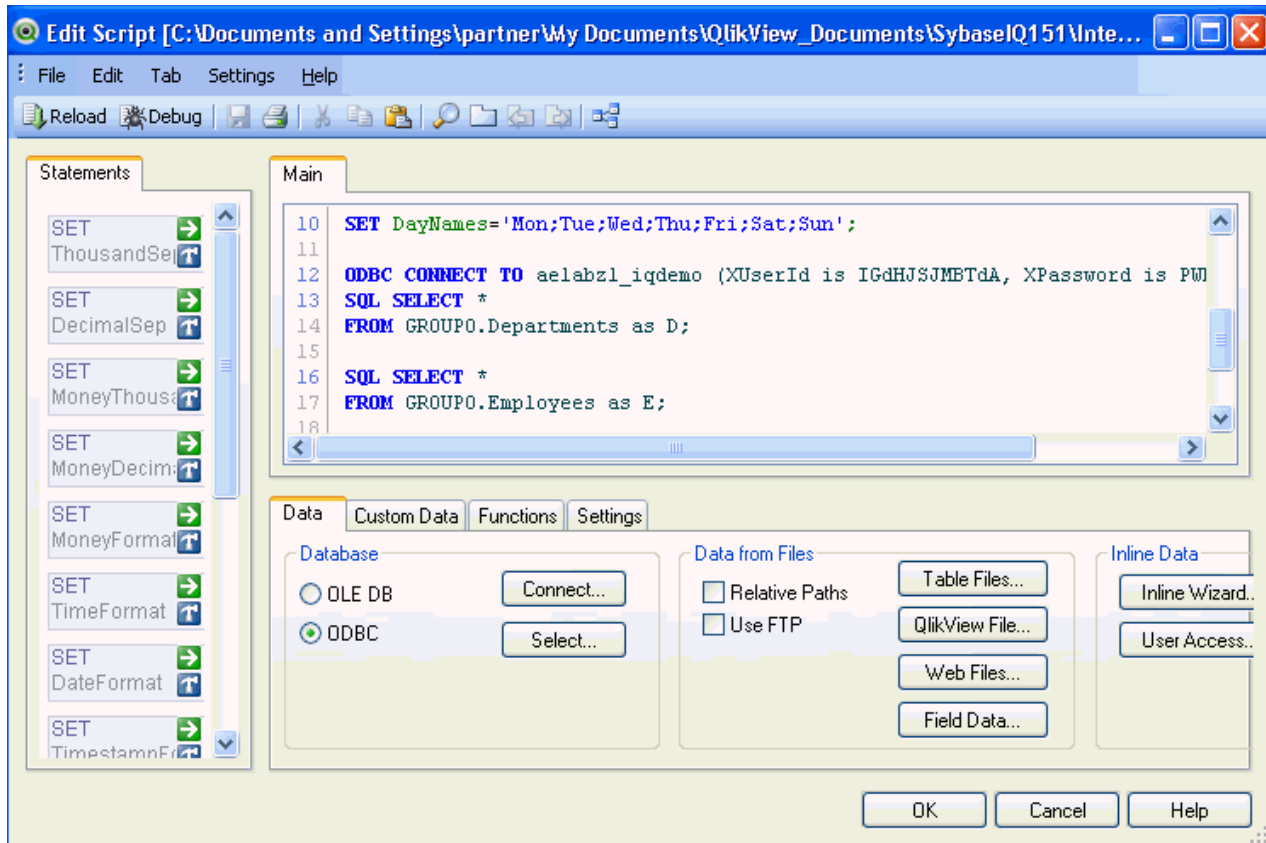 Edit Script [C:\Documents and Settings\partner\My Documents\QlikView_Documents\SybaseIQ151\Inte...
File Edit Tab Settings Help
Reload Debug
Statements
SET
ThousandSep
SET
DecimalSep
SET
MoneyThousa
SET
MoneyDecima
SET
MoneyFormat
SET
TimeFormat
SET
DateFormat
SET
TimestampFo
Main
10 SET DayNames='Mon;Tue;Wed;Thu;Fri;Sat;Sun';
11
12 ODBC CONNECT TO aelabzl_iqdemo (XUserId is IGdHJSJMBTdA, XPassword is PWD
13 SQL SELECT *
14 FROM GROUPO.Departments as D;
15
16 SQL SELECT *
17 FROM GROUPO.Employees as E;
18
Data Custom Data Functions Settings
Database
OLE DB
ODBC
Connect...
Select...
Data from Files
Relative Paths
Use FTP
Table Files...
QlikView File...
Web Files...
Field Data...
Inline Data
Inline Wizard..
User Access..
OK Cancel Help